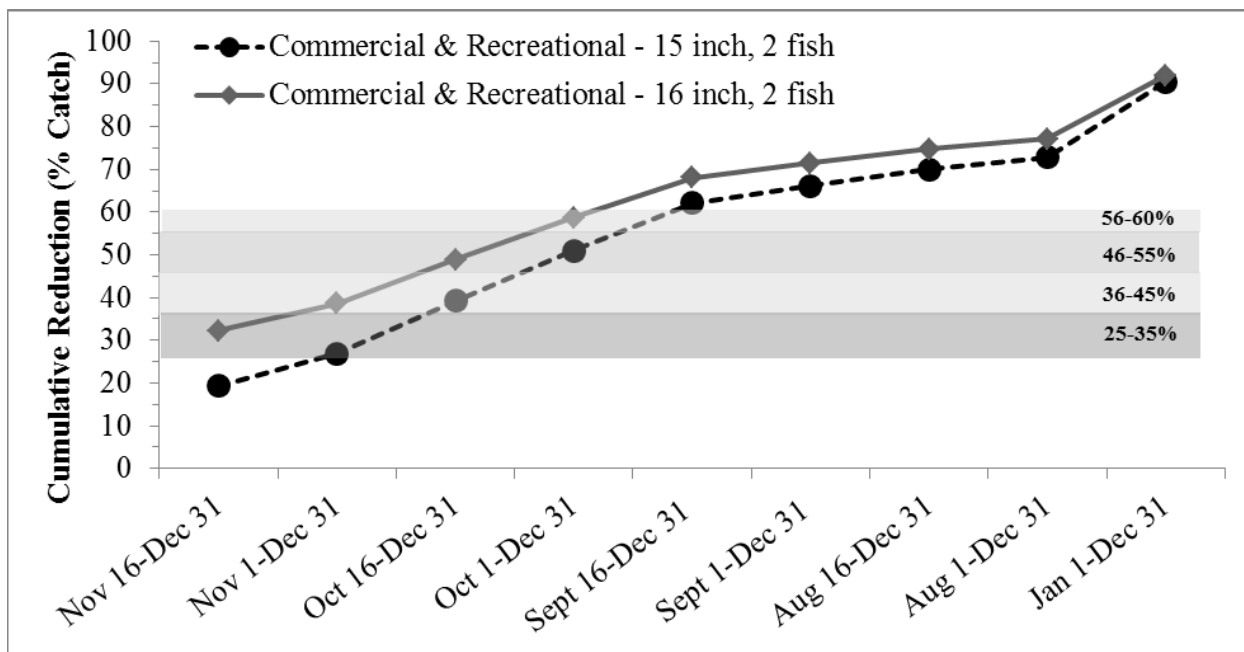 Cumulative Reduction (% Catch)
100
90
80
70
60
50
40
30
20
10
0
Commercial & Recreational - 15 inch, 2 fish
Commercial & Recreational - 16 inch, 2 fish
56-60%
46-55%
36-45%
25-35%
Nov 16-Dec 31
Nov 1-Dec 31
Oct 16-Dec 31
Oct 1-Dec 31
Sept 16-Dec 31
Sept 1-Dec 31
Aug 16-Dec 31
Aug 1-Dec 31
Jan 1-Dec 31